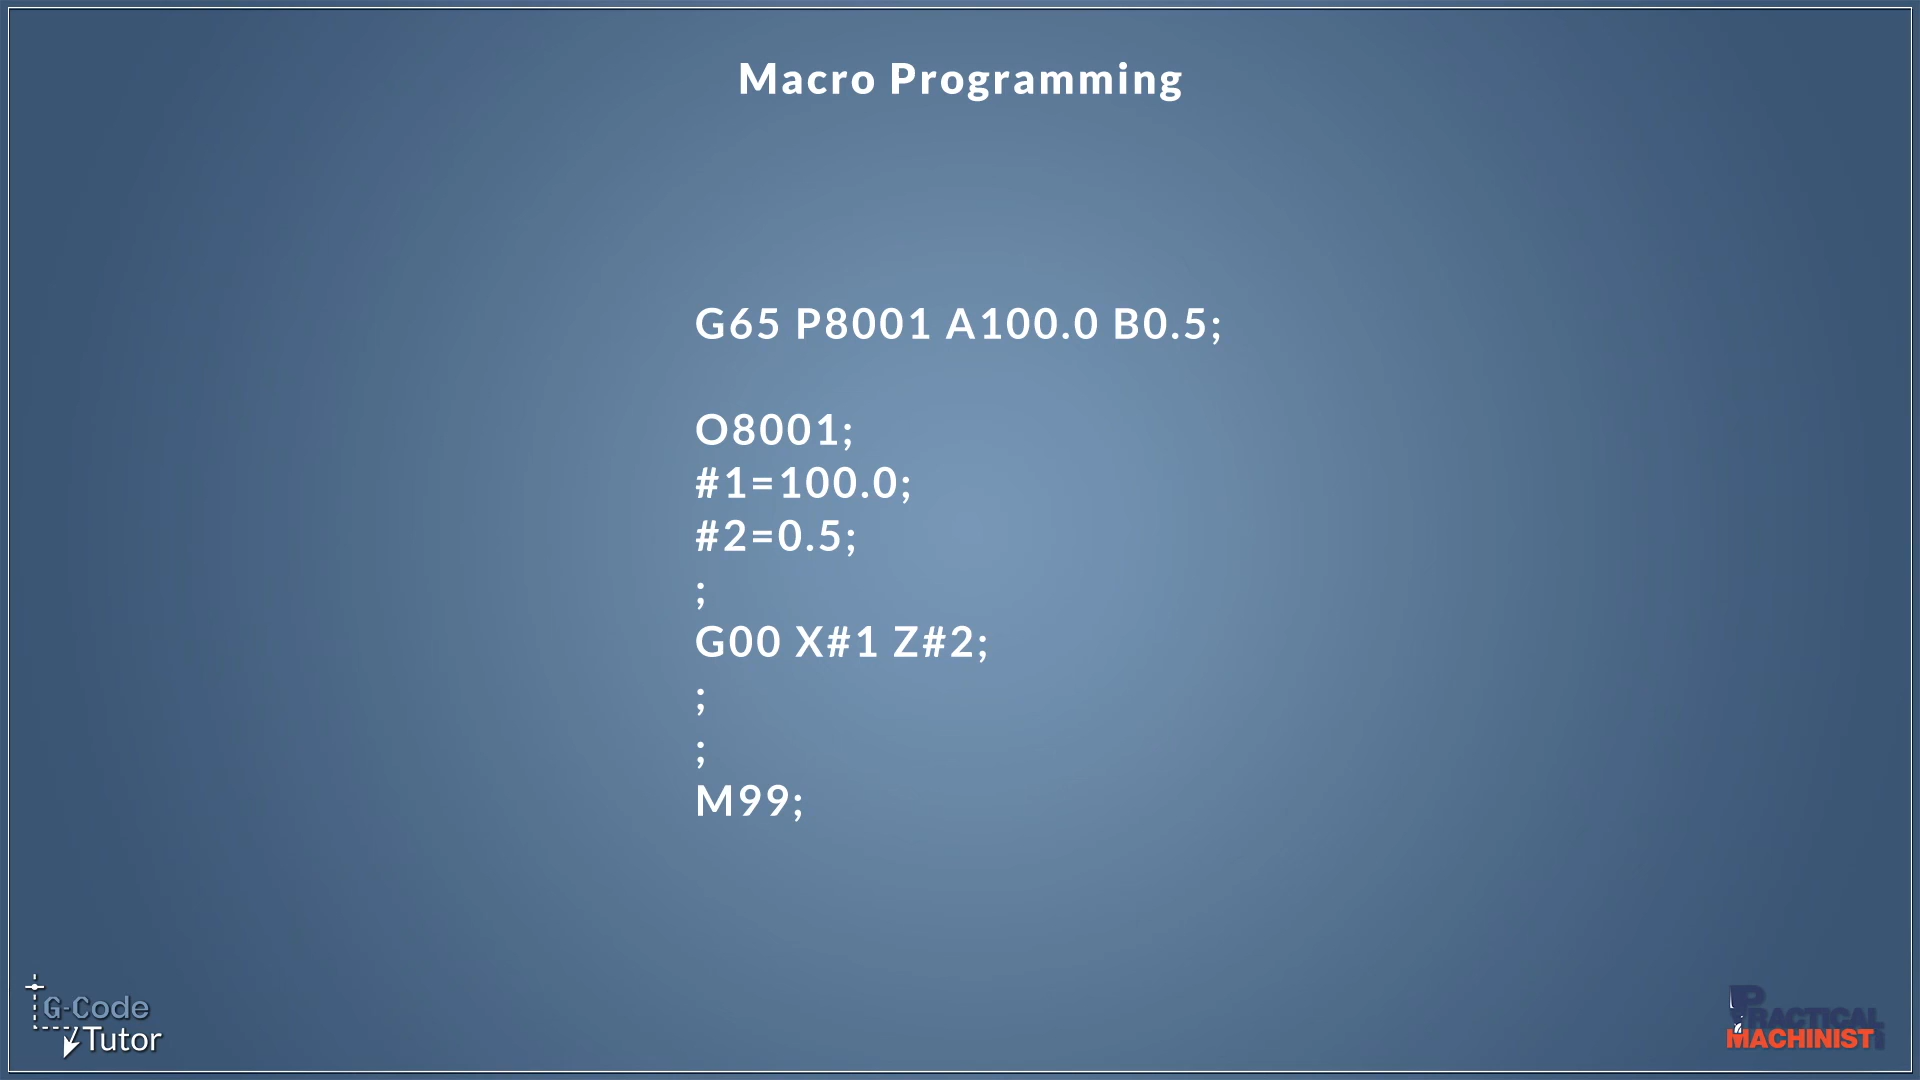 Macro Programming
G65 P8001 A100.0 B0.5;
O8001;
#1=100.0;
#2=0.5;
;
G00 X#1 Z#2;
;
;
M99;
G-Code
Tutor
PRACTICAL
MACHINIST